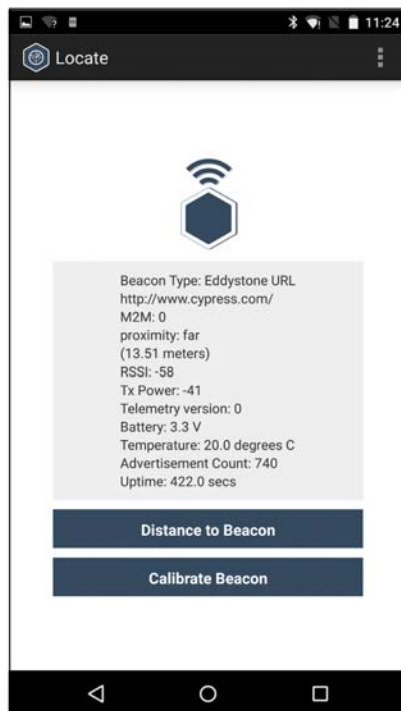 11:24
Locate
Beacon Type: Eddystone URL
http://www.cypress.com/
M2M: 0
proximity: far
(13.51 meters)
RSSI: -58
Tx Power: -41
Telemetry version: 0
Battery: 3.3 V
Temperature: 20.0 degrees C
Advertisement Count: 740
Uptime: 422.0 secs
Distance to Beacon
Calibrate Beacon